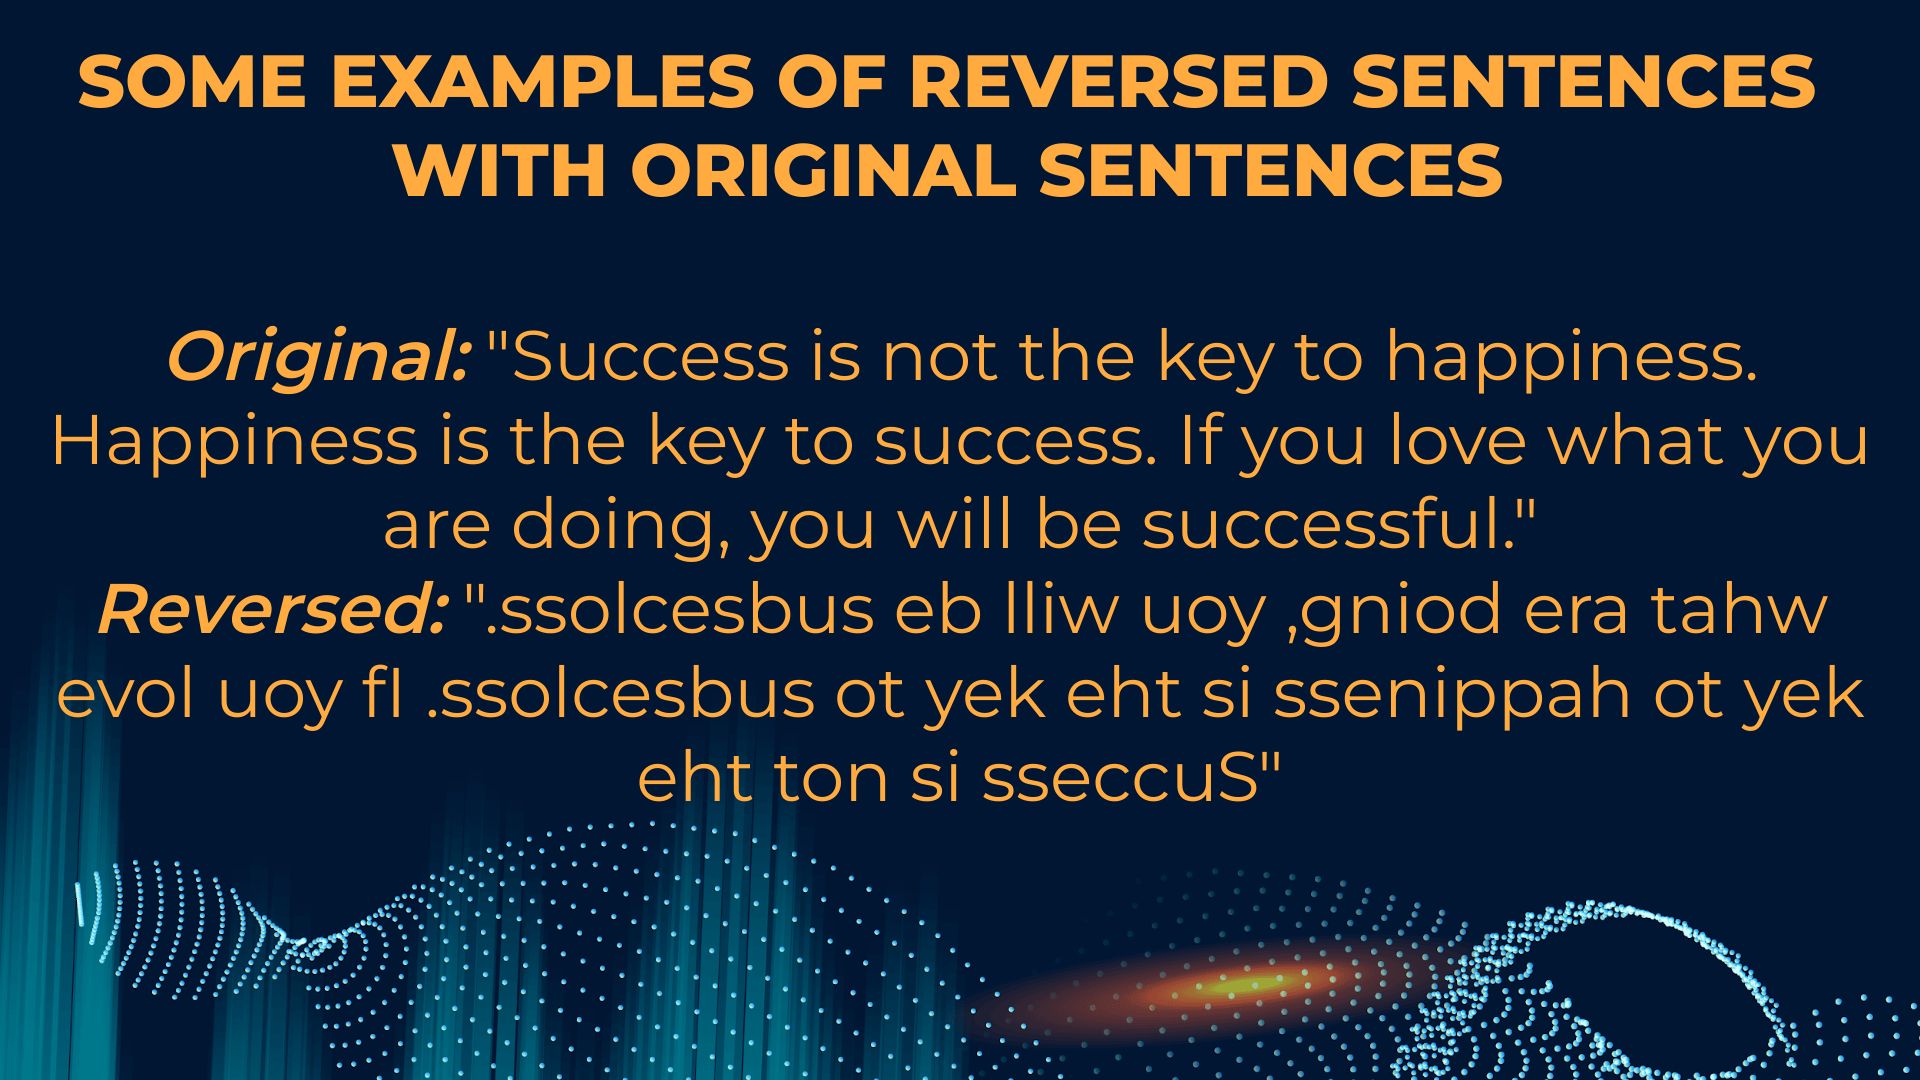 SOME EXAMPLES OF REVERSED SENTENCES
WITH ORIGINAL SENTENCES
Original: "Success is not the key to happiness.
Happiness is the key to success. If you love what you
are doing, you will be successful."
Reversed: ".ssolcesbus eb lliw uoy ,gniod era tahw
evol uoy fI .ssolcesbus ot yek eht si ssenippah ot yek
eht ton si sseccuS"